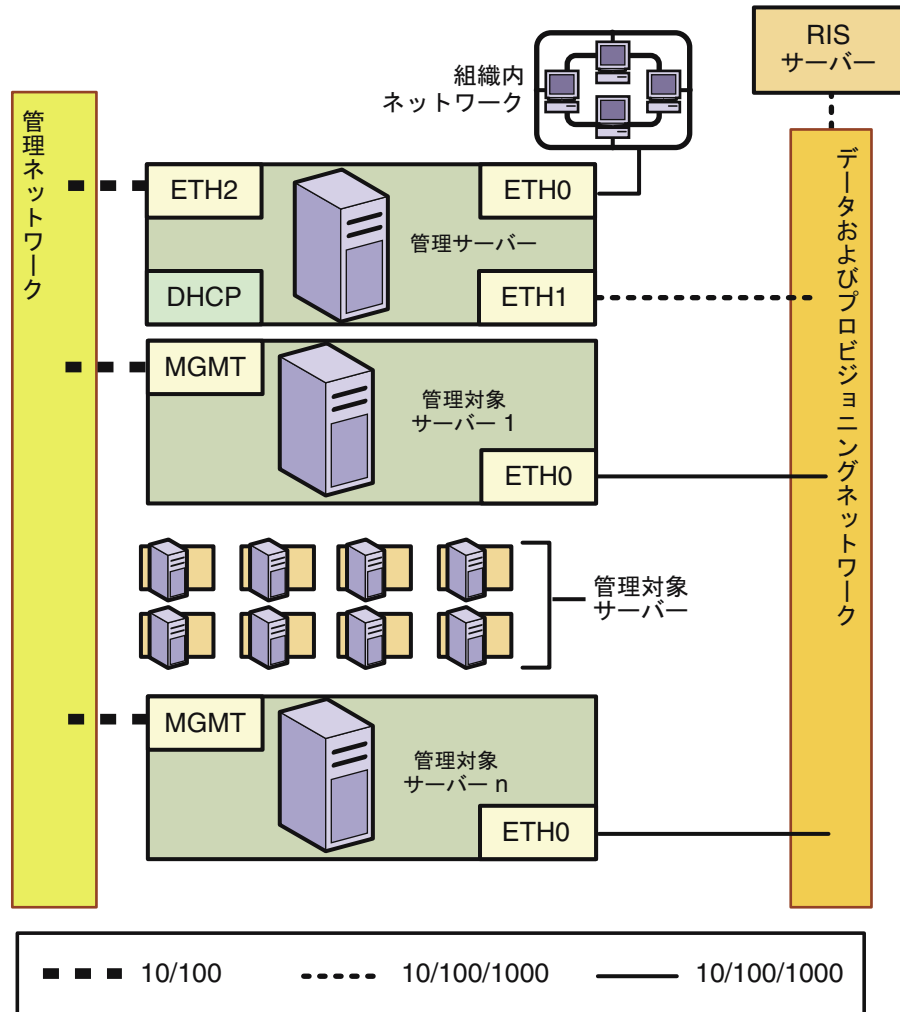 RIS
サーバー
組織内
ネットワーク
管理ネットワーク
ETH2
ETH0
管理サーバー
DHCP
ETH1
データおよびプロビジョニングネットワーク
MGMT
管理対象
サーバー 1
ETH0
管理対象
サーバー
MGMT
管理対象
サーバー n
ETH0
10/100
10/100/1000
10/100/1000